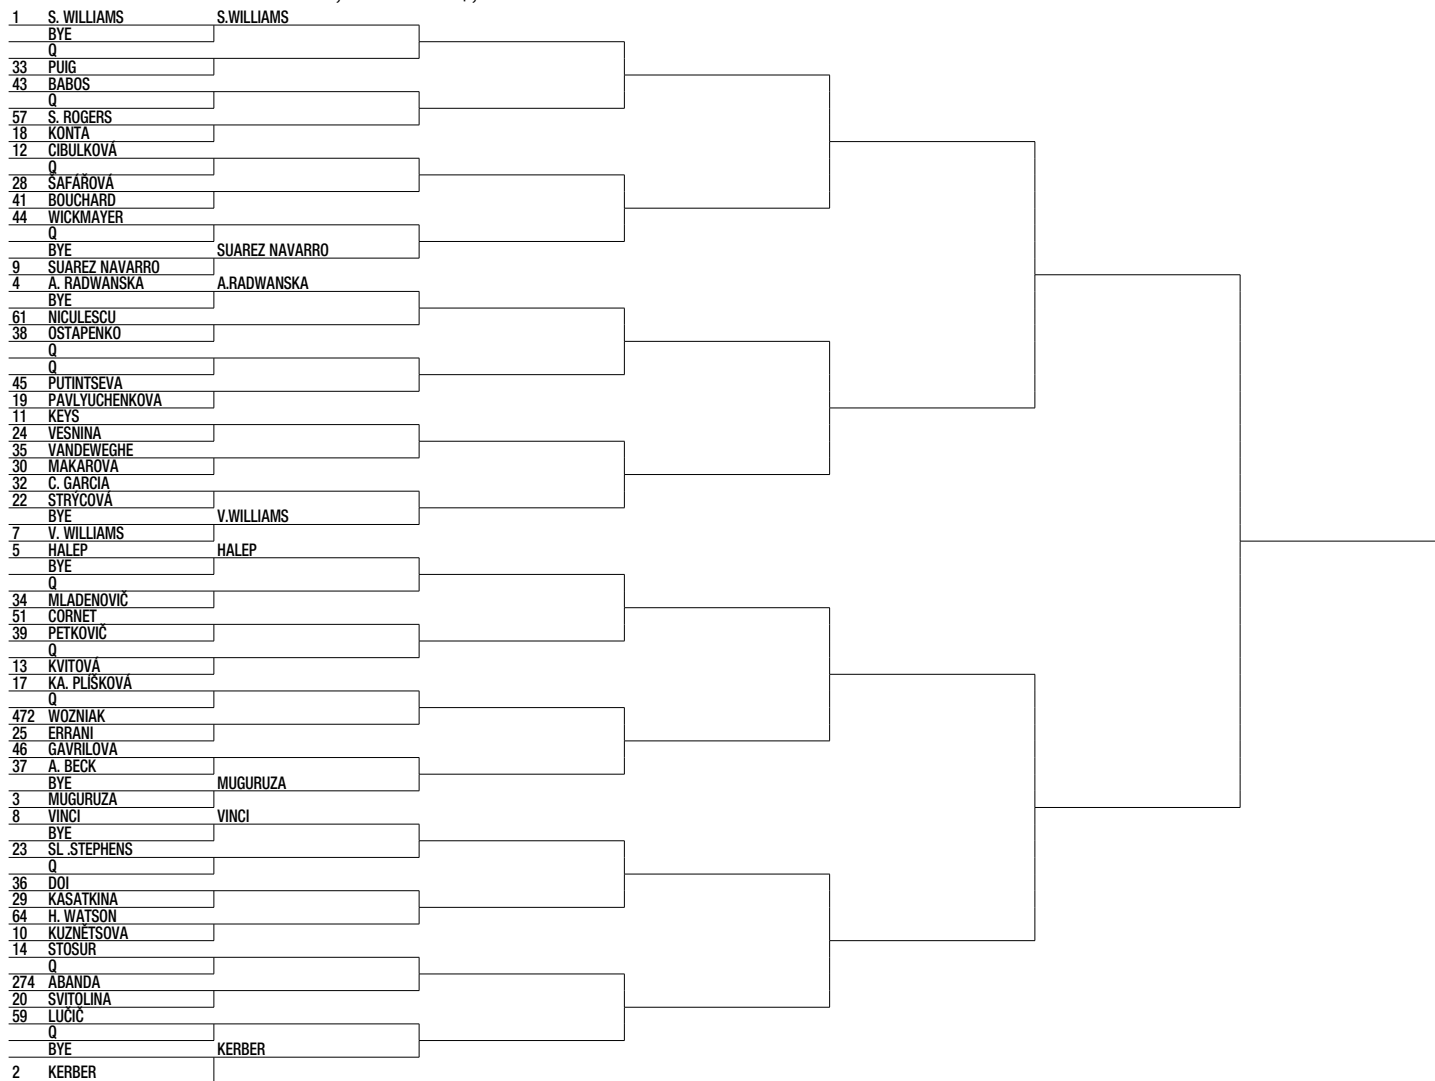 1 S. WILLIAMS S.WILLIAMS
BYE
Q
33 PUIG
43 BABOS
Q
57 S. ROGERS
18 KONTA
12 CIBULKOVÁ
Q
28 ŠAFÁŘOVÁ
41 BOUCHARD
44 WICKMAYER
Q
BYE SUAREZ NAVARRO
9 SUAREZ NAVARRO
4 A. RADWANSKA A.RADWANSKA
BYE
61 NICULESCU
38 OSTAPENKO
Q
Q
45 PUTINTSEVA
19 PAVLYUCHENKOVA
11 KEYS
24 VESNINA
35 VANDEWEGHE
30 MAKAROVA
32 C. GARCIA
22 STRÝCOVÁ
BYE V.WILLIAMS
7 V. WILLIAMS
5 HALEP HALEP
BYE
Q
34 MLADENOVIČ
51 CORNET
39 PETKOVIČ
Q
13 KVITOVÁ
17 KA. PLÍŠKOVÁ
Q
472 WOZNIAK
25 ERRANI
46 GAVRILOVA
37 A. BECK
BYE MUGURUZA
3 MUGURUZA
8 VINCI VINCI
BYE
23 SL .STEPHENS
Q
36 DOI
29 KASATKINA
64 H. WATSON
10 KUZNĚTSOVA
14 STOSUR
Q
274 ABANDA
20 SVITOLINA
59 LUČIČ
Q
BYE KERBER
2 KERBER